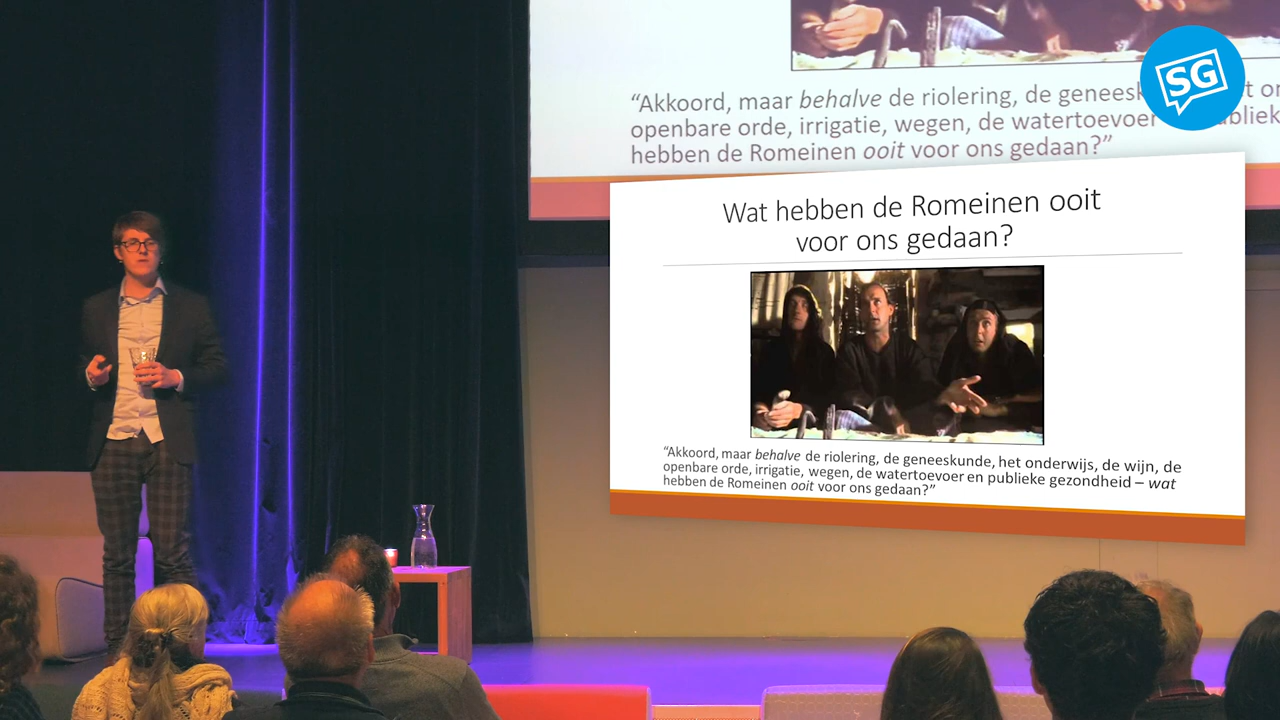 “Akkoord, maar behalve de riolering, de
openbare orde, irrigatie, wegen, de watertoevoer
hebben de Romeinen ooit voor ons gedaan?”
SG
Wat hebben de Romeinen ooit
voor ons gedaan?
“Akkoord, maar behalve de riolering, de geneeskunde, het onderwijs, de wijn, de
openbare orde, irrigatie, wegen, de watertoevoer en publieke gezondheid – wat
hebben de Romeinen ooit voor ons gedaan?”